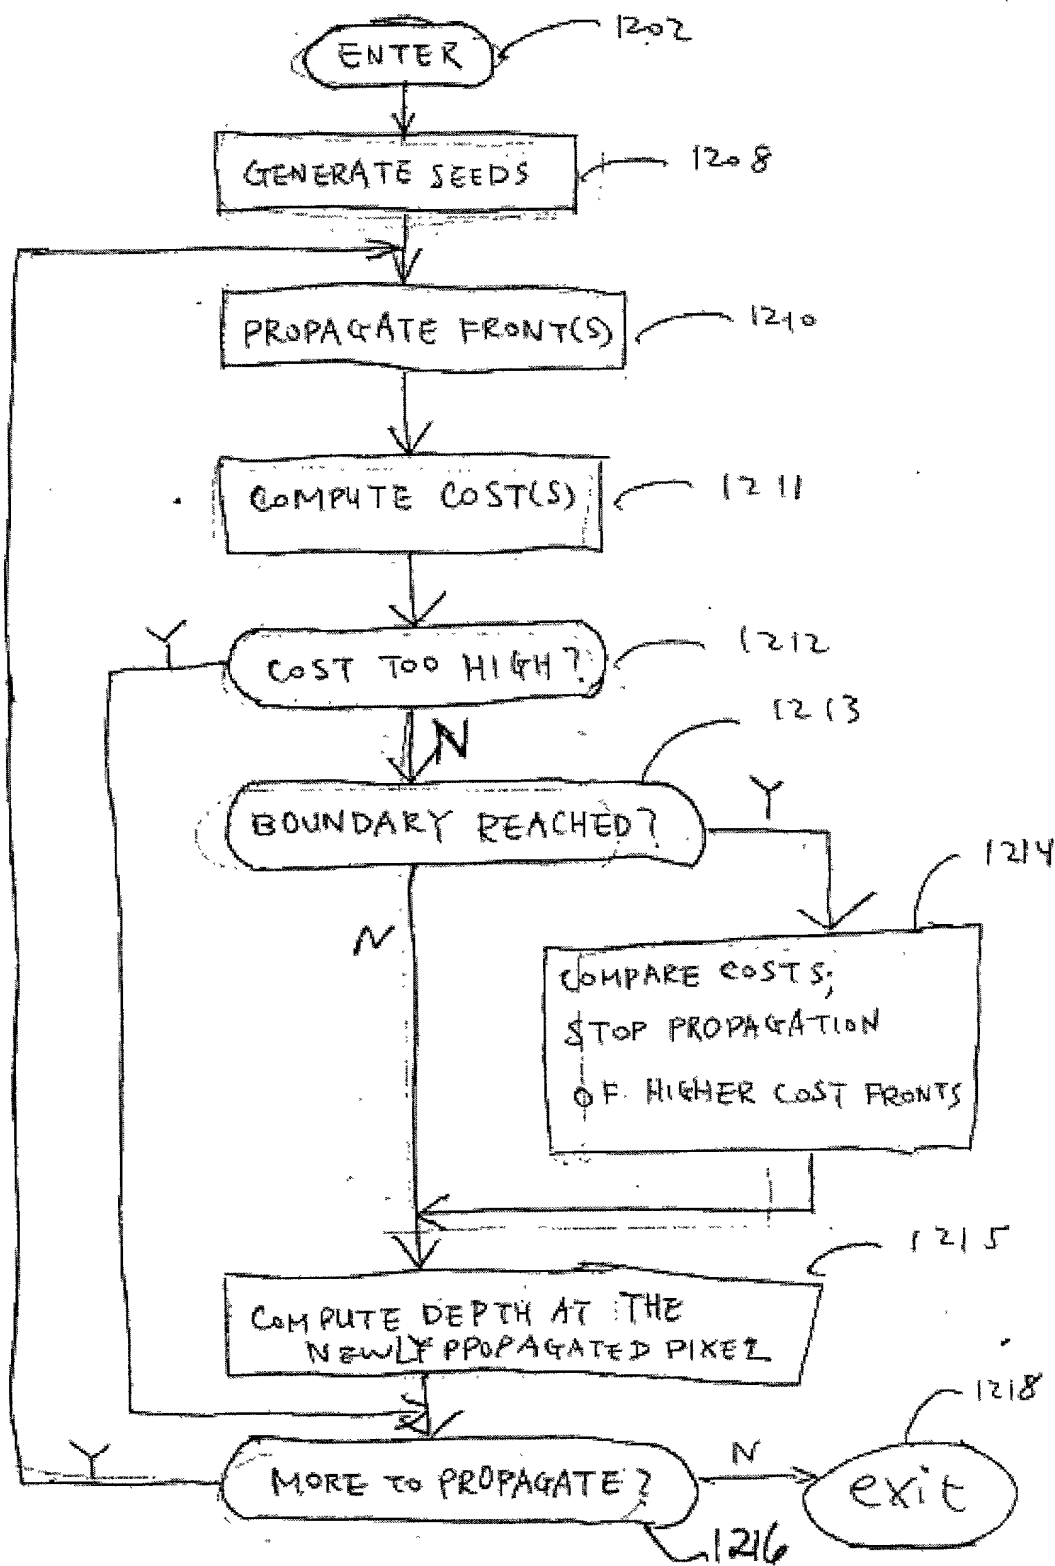 1202
ENTER
1208
GENERATE SEEDS
1210
PROPAGATE FRONT(S)
1211
COMPUTE COST(S)
Y
1212
COST TOO HIGH?
1213
N
Y
BOUNDARY REACHED?
1214
N
COMPARE COSTS;
STOP PROPAGATION
OF HIGHER COST FRONTS
1215
COMPUTE DEPTH AT THE
NEWLY PROPAGATED PIXEL
1218
Y
N
MORE TO PROPAGATE?
exit
1216